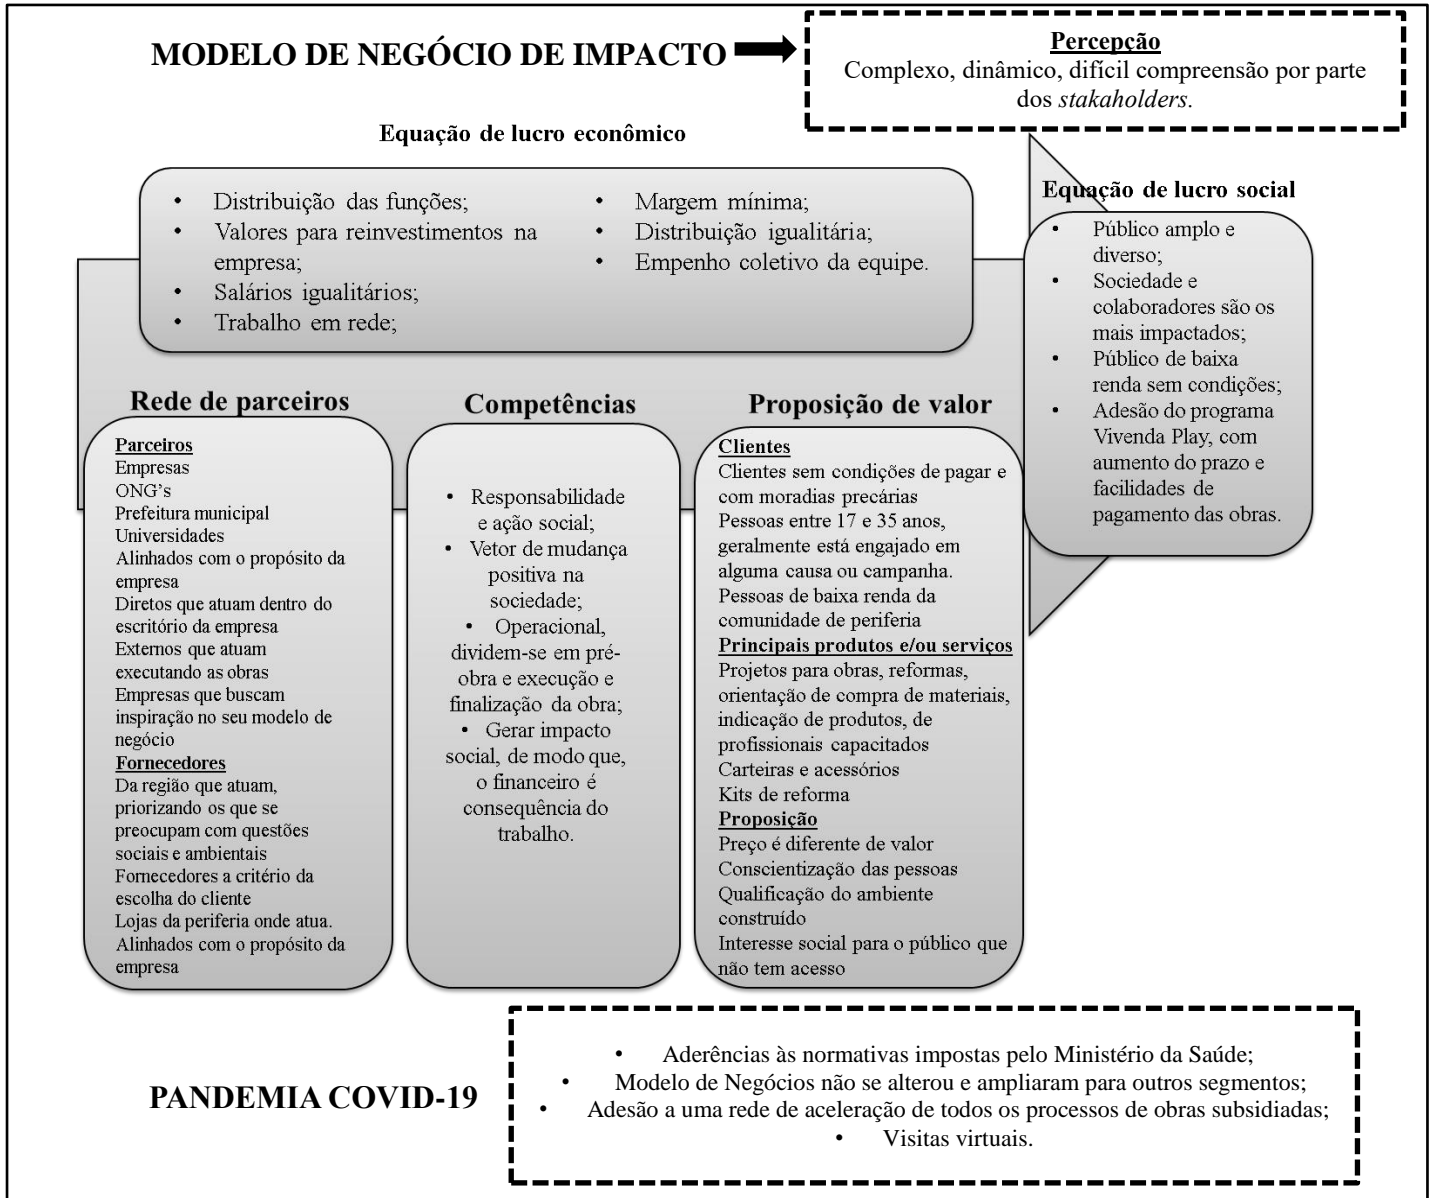 MODELO DE NEGÓCIO DE IMPACTO
Percepção
Complexo, dinâmico, difícil compreensão por parte
dos stakaholders.
Equação de lucro econômico
• Distribuição das funções;
• Valores para reinvestimentos na
empresa;
• Salários igualitários;
• Trabalho em rede;
• Margem mínima;
• Distribuição igualitária;
• Empenho coletivo da equipe.
Equação de lucro social
• Público amplo e
diverso;
• Sociedade e
colaboradores são os
mais impactados;
• Público de baixa
renda sem condições;
• Adesão do programa
Vivenda Play, com
aumento do prazo e
facilidades de
pagamento das obras.
Rede de parceiros
Parceiros
Empresas
ONG's
Prefeitura municipal
Universidades
Alinhados com o propósito da
empresa
Diretos que atuam dentro do
escritório da empresa
Externos que atuam
executando as obras
Empresas que buscam
inspiração no seu modelo de
negócio
Fornecedores
Da região que atuam,
priorizando os que se
preocupam com questões
sociais e ambientais
Fornecedores a critério da
escolha do cliente
Lojas da periferia onde atua.
Alinhados com o propósito da
empresa
Competências
• Responsabilidade
e ação social;
• Vetor de mudança
positiva na
sociedade;
• Operacional,
dividem-se em pré-
obra e execução e
finalização da obra;
• Gerar impacto
social, de modo que,
o financeiro é
consequência do
trabalho.
Proposição de valor
Clientes
Clientes sem condições de pagar e
com moradias precárias
Pessoas entre 17 e 35 anos,
geralmente está engajado em
alguma causa ou campanha.
Pessoas de baixa renda da
comunidade de periferia
Principais produtos e/ou serviços
Projetos para obras, reformas,
orientação de compra de materiais,
indicação de produtos, de
profissionais capacitados
Carteiras e acessórios
Kits de reforma
Proposição
Preço é diferente de valor
Conscientização das pessoas
Qualificação do ambiente
construído
Interesse social para o público que
não tem acesso
PANDEMIA COVID-19
• Aderências às normativas impostas pelo Ministério da Saúde;
• Modelo de Negócios não se alterou e ampliaram para outros segmentos;
• Adesão a uma rede de aceleração de todos os processos de obras subsidiadas;
• Visitas virtuais.